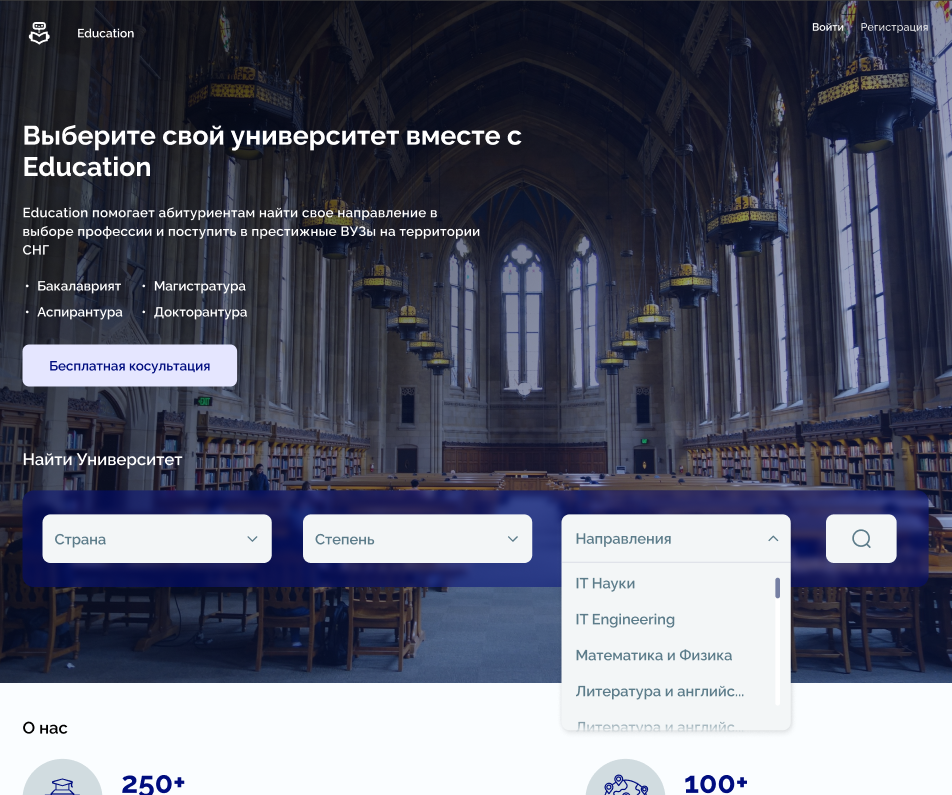 Education
Войти
Регистрация
Выберите свой университет вместе с
Education
Education помогает абитуриентам найти свое направление в
выборе профессии и поступить в престижные ВУЗы на территории
СНГ
• Бакалаврият • Магистратура
• Аспирантура • Докторантура
Бесплатная косультация
Найти Университет
Страна
Степень
Направления
IT Науки
IT Engineering
Математика и Физика
Литература и английс...
Литература и английс...
О нас
250+
100+